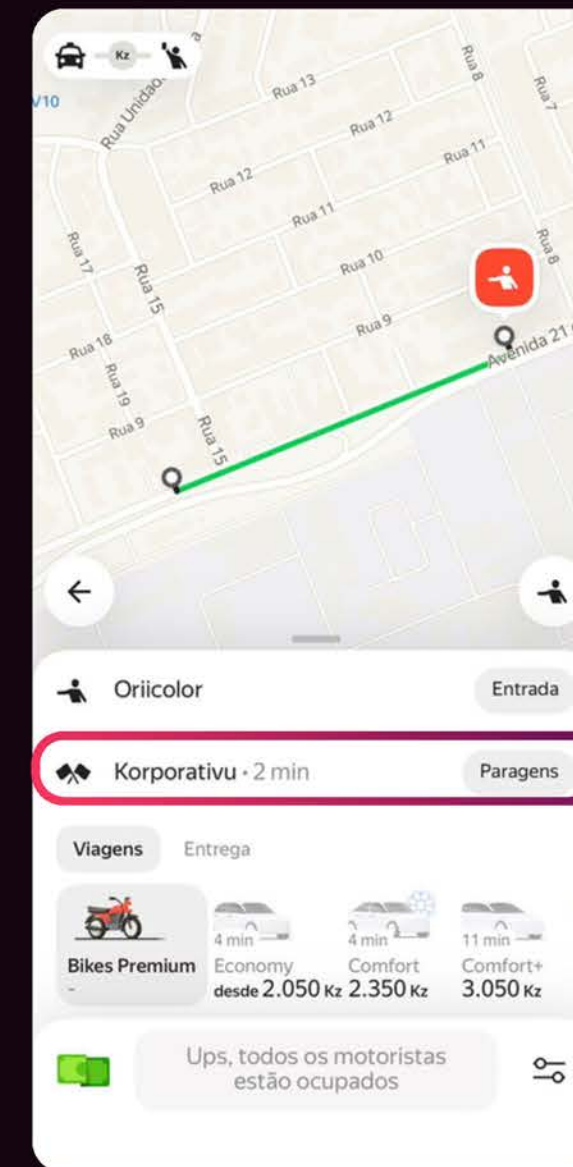 Kz
V10
Rua Unidao
Rua 13
Rua 8
Rua 7
Rua 12
Rua 11
Rua 12
Rua 11
Rua 17
Rua 15
Rua 10
Rua 8
Rua 9
Avenida 21
Rua 18
Rua 19
Rua 9
Rua 15
Oriicolor
Entrada
Korporativu · 2 min
Paragens
Viagens Entrega
4 min 4 min 11 min
Bikes Premium Economy Comfort Comfort+
- desde 2.050 Kz 2.350 Kz 3.050 Kz
Ups, todos os motoristas
estão ocupados